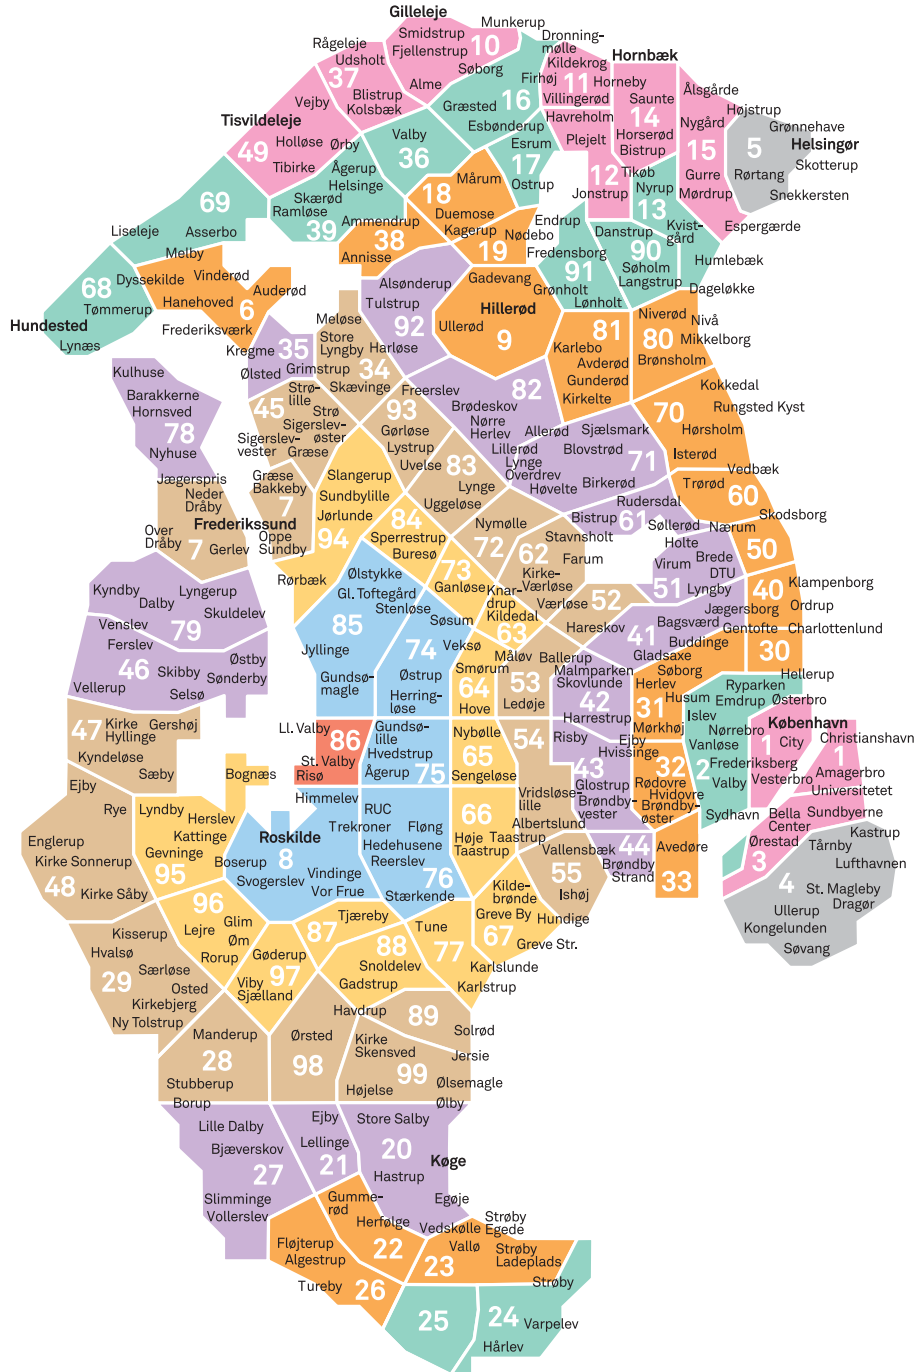 Gilleleje
Munkerup
Smidstrup
10
Dronning-
mølle
Rågeleje
Fjellenstrup
Udsholt
Søborg
Kildekrog
Hornbæk
37
Alme
Firhøj
11
Horneby
Ålsgårde
Blistrup
16
Villingerød
Saunte
Vejby
Kolsbæk
Græsted
Havreholm
14
Nygård
Højstrup
Tisvildeleje
Valby
Esbønderup
Plejelt
Horserød
Grønnehave
49
Holløse
Ørby
36
Esrum
Bistrup
15
5
Helsingør
Tibirke
Ågerup
17
12
Tikøb
Gurre
Rørtang
Skotterup
Helsinge
Mårum
Ostrup
Jonstrup
Nyrup
Mørdrup
Snekkersten
69
Skærød
18
13
Ramløse
39
Ammendrup
Duemose
Endrup
Danstrup
Kvist-
gård
Espergærde
Liseleje
Asserbo
38
Kagerup
Nødebo
Fredensborg
90
Melby
Annisse
19
91
Søholm
Humlebæk
68
Dyssekilde
Vinderød
Alsønderup
Gadevang
Grønholt
Langstrup
Dageløkke
Tømmerup
Hanehoved
6
Auderød
Tulstrup
Hillerød
Lønholt
Hundested
Frederiksværk
Meløse
92
Ullerød
9
81
Niverød
Nivå
Lynæs
Kregme
35
Store
Lyngby
Harløse
Karlebo
80
Mikkelborg
Kulhuse
Ølsted
Grimstrup
34
Avderød
Brønsholm
Barakkerne
Strø-
lille
Skævinge
Freerslev
82
Gunderød
Kokkedal
Hornsved
45
Strø
93
Brødeskov
Kirkelte
70
Rungsted Kyst
78
Sigerslev-
øster
Gørløse
Nørre
Herlev
Allerød
Sjælsmark
Hørsholm
Nyhuse
Sigerslev-
vester
Græse
Lystrup
Lillerød
Blovstrød
71
Isterød
Jægerspris
Græse
Bakkeby
Slangerup
Uvelse
83
Lynge
Overdrev
Birkerød
Vedbæk
Neder
Dråby
7
Sundbylille
Lynge
Høvelte
Rudersdal
Trørød
60
Frederikssund
Jørlunde
84
Uggeløse
Nymølle
Bistrup
61
Søllerød
Skodsborg
Over
Dråby
7
Gerlev
Oppe
Sundby
94
Sperrestrup
72
Stavnsholt
Nærum
Buresø
62
Farum
Holte
50
Kyndby
Lyngerup
Rørbæk
Ølstykke
73
Kirke-
Værløse
Virum
Brede
Dalby
Skuldelev
Gl. Toftegård
Ganløse
Knar-
drup
51
DTU
40
Klampenborg
Venslev
79
85
Stenløse
Kildedal
Værløse
52
Lyngby
Ordrup
Ferslev
Søsum
63
Hareskov
Jægersborg
46
Skibby
Østby
Jyllinge
74
Veksø
Måløv
Ballerup
41
Bagsværd
Gentofte
Charlottenlund
Vellerup
Selsø
Sønderby
Gundsø-
magle
Østrup
Smørum
Malmparken
Gladsaxe
Buddinge
30
64
53
Skovlunde
Søborg
Hellerup
47
Kirke
Hyllinge
Gershøj
Herring-
løse
Hove
Ledøje
42
Herlev
Ryparken
Kyndeløse
Ll. Valby
86
Gundsø-
lille
Nybølle
54
Harrestrup
31
Husum
Emdrup
Østerbro
Sæby
St. Valby
Hvedstrup
65
Risby
Mørkhøj
Islev
Nørrebro
København
Ejby
Bognæs
Risø
Ågerup
75
Sengeløse
Ejby
Vanløse
1
City
Christianshavn
Rye
Himmelev
43
Hvissinge
32
2
Frederiksberg
1
Lyndby
Herslev
RUC
66
Vridsløse-
lille
Glostrup
Rødovre
Valby
Vesterbro
Amagerbro
Kattinge
Roskilde
Trekroner
Fløng
Albertslund
Brøndby-
vester
Hvidovre
Universitetet
Englerup
Gevninge
8
Hedehusene
Høje
Taastrup
Taastrup
Brøndby-
øster
Sydhavn
Bella
Center
Sundbyerne
Kirke Sonnerup
95
Boserup
Reerslev
Vallensbæk
44
Avedøre
Ørestad
Kastrup
48
Kirke Såby
Svogerslev
Vindinge
76
55
Brøndby
Strand
33
3
Tårnby
Lufthavnen
96
Vor Frue
Stærkende
Kilde-
brønde
Ishøj
4
St. Magleby
Kisserup
Glim
87
Tjæreby
Greve By
Hundige
Ullerup
Dragør
Hvalsø
Lejre
Øm
Tune
67
Kongelunden
29
Særløse
Rorup
Gøderup
88
77
Greve Str.
Søvang
Osted
Viby
Sjælland
97
Snoldelev
Karlslunde
Kirkebjerg
Gadstrup
Karlstrup
Ny Tolstrup
Havdrup
89
Manderup
Ørsted
Kirke
Skensved
Solrød
28
98
Jersie
Stubberup
Højelse
99
Ølsemagle
Borup
Ølby
Lille Dalby
Ejby
Store Salby
Bjæverskov
Lellinge
20
27
21
Hastrup
Køge
Slimminge
Gumme-
rød
Egøje
Vollerslev
Herfølge
Vedskølle
Strøby
Egede
Fløjterup
22
Vallø
Strøby
Ladeplads
Algestrup
23
Tureby
26
Strøby
25
24
Varpelev
Hårlev